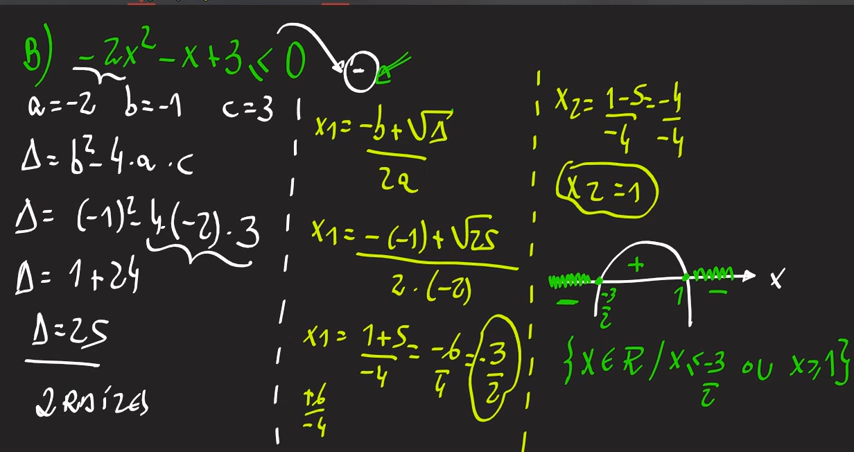 B) -2x² - x + 3 ≤ 0 → -
a = -2 b = -1 c = 3
Δ = b² - 4·a·c
Δ = (-1)² - 4·(-2)·3
Δ = 1 + 24
Δ = 25
2 RAÍZES
x1 = -b + √Δ / 2a
x1 = -(-1) + √25 / 2·(-2)
x1 = 1+5 / -4 = -6 / 4 = -3 / 2
+6 / -4
x2 = 1-5 / -4 = -4 / -4
x2 = 1
+ x
- -3/2 1 -
{x ∈ R / x ≤ -3/2 ou x ≥ 1}